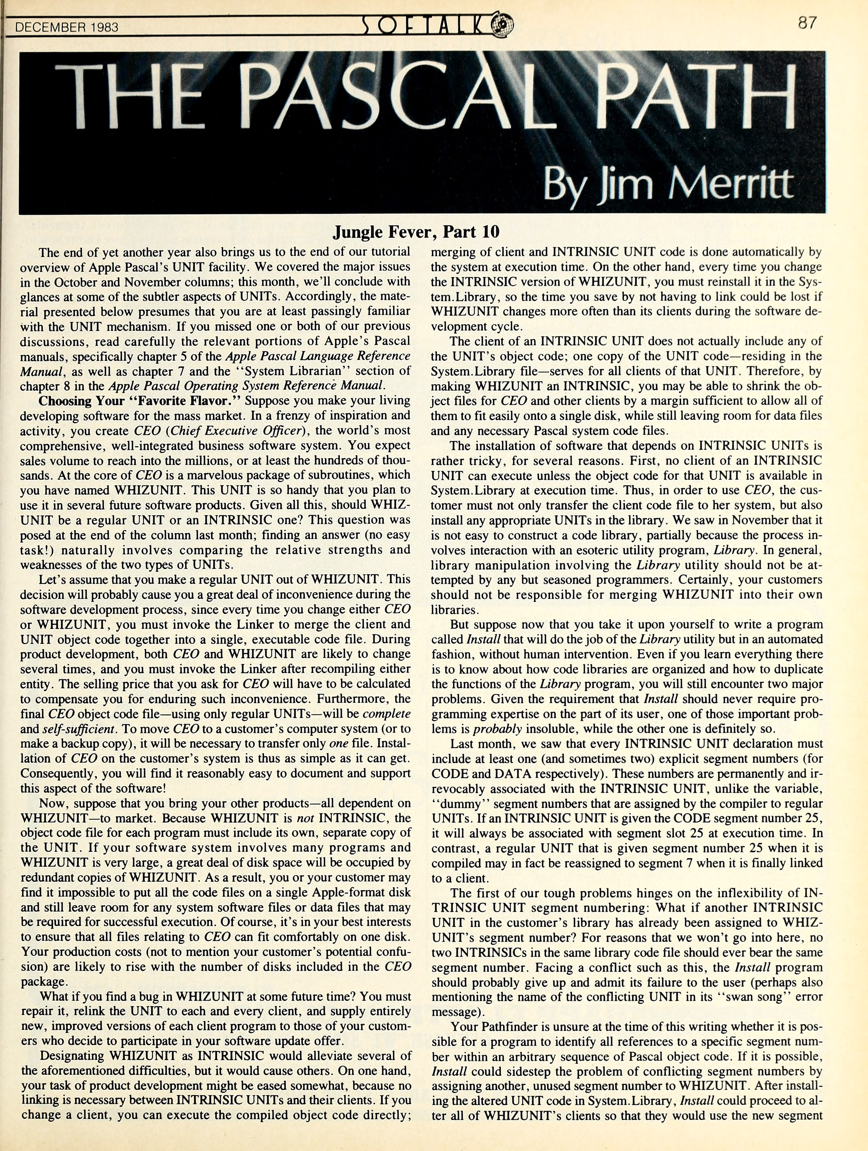 DECEMBER 1983
SOFTALK
87
THE PASCAL PATH
By Jim Merritt
Jungle Fever, Part 10
The end of yet another year also brings us to the end of our tutorial
overview of Apple Pascal's UNIT facility. We covered the major issues
in the October and November columns; this month, we'll conclude with
glances at some of the subtler aspects of UNITs. Accordingly, the mate-
rial presented below presumes that you are at least passingly familiar
with the UNIT mechanism. If you missed one or both of our previous
discussions, read carefully the relevant portions of Apple's Pascal
manuals, specifically chapter 5 of the Apple Pascal Language Reference
Manual, as well as chapter 7 and the "System Librarian" section of
chapter 8 in the Apple Pascal Operating System Reference Manual.
Choosing Your "Favorite Flavor." Suppose you make your living
developing software for the mass market. In a frenzy of inspiration and
activity, you create CEO (Chief Executive Officer), the world's most
comprehensive, well-integrated business software system. You expect
sales volume to reach into the millions, or at least the hundreds of thou-
sands. At the core of CEO is a marvelous package of subroutines, which
you have named WHIZUNIT. This UNIT is so handy that you plan to
use it in several future software products. Given all this, should WHIZ-
UNIT be a regular UNIT or an INTRINSIC one? This question was
posed at the end of the column last month; finding an answer (no easy
task!) naturally involves comparing the relative strengths and
weaknesses of the two types of UNITs.
Let's assume that you make a regular UNIT out of WHIZUNIT. This
decision will probably cause you a great deal of inconvenience during the
software development process, since every time you change either CEO
or WHIZUNIT, you must invoke the Linker to merge the client and
UNIT object code together into a single, executable code file. During
product development, both CEO and WHIZUNIT are likely to change
several times, and you must invoke the Linker after recompiling either
entity. The selling price that you ask for CEO will have to be calculated
to compensate you for enduring such inconvenience. Furthermore, the
final CEO object code file—using only regular UNITs—will be complete
and self-sufficient. To move CEO to a customer's computer system (or to
make a backup copy), it will be necessary to transfer only one file. Instal-
lation of CEO on the customer's system is thus as simple as it can get.
Consequently, you will find it reasonably easy to document and support
this aspect of the software!
Now, suppose that you bring your other products—all dependent on
WHIZUNIT—to market. Because WHIZUNIT is not INTRINSIC, the
object code file for each program must include its own, separate copy of
the UNIT. If your software system involves many programs and
WHIZUNIT is very large, a great deal of disk space will be occupied by
redundant copies of WHIZUNIT. As a result, you or your customer may
find it impossible to put all the code files on a single Apple-format disk
and still leave room for any system software files or data files that may
be required for successful execution. Of course, it's in your best interests
to ensure that all files relating to CEO can fit comfortably on one disk.
Your production costs (not to mention your customer's potential confu-
sion) are likely to rise with the number of disks included in the CEO
package.
What if you find a bug in WHIZUNIT at some future time? You must
repair it, relink the UNIT to each and every client, and supply entirely
new, improved versions of each client program to those of your custom-
ers who decide to participate in your software update offer.
Designating WHIZUNIT as INTRINSIC would alleviate several of
the aforementioned difficulties, but it would cause others. On one hand,
your task of product development might be eased somewhat, because no
linking is necessary between INTRINSIC UNITs and their clients. If you
change a client, you can execute the compiled object code directly;
merging of client and INTRINSIC UNIT code is done automatically by
the system at execution time. On the other hand, every time you change
the INTRINSIC version of WHIZUNIT, you must reinstall it in the Sys-
tem.Library, so the time you save by not having to link could be lost if
WHIZUNIT changes more often than its clients during the software de-
velopment cycle.
The client of an INTRINSIC UNIT does not actually include any of
the UNIT's object code; one copy of the UNIT code—residing in the
System.Library file—serves for all clients of that UNIT. Therefore, by
making WHIZUNIT an INTRINSIC, you may be able to shrink the ob-
ject files for CEO and other clients by a margin sufficient to allow all of
them to fit easily onto a single disk, while still leaving room for data files
and any necessary Pascal system code files.
The installation of software that depends on INTRINSIC UNITs is
rather tricky, for several reasons. First, no client of an INTRINSIC
UNIT can execute unless the object code for that UNIT is available in
System.Library at execution time. Thus, in order to use CEO, the cus-
tomer must not only transfer the client code file to her system, but also
install any appropriate UNITs in the library. We saw in November that it
is not easy to construct a code library, partially because the process in-
volves interaction with an esoteric utility program, Library. In general,
library manipulation involving the Library utility should not be at-
tempted by any but seasoned programmers. Certainly, your customers
should not be responsible for merging WHIZUNIT into their own
libraries.
But suppose now that you take it upon yourself to write a program
called Install that will do the job of the Library utility but in an automated
fashion, without human intervention. Even if you learn everything there
is to know about how code libraries are organized and how to duplicate
the functions of the Library program, you will still encounter two major
problems. Given the requirement that Install should never require pro-
gramming expertise on the part of its user, one of those important prob-
lems is probably insoluble, while the other one is definitely so.
Last month, we saw that every INTRINSIC UNIT declaration must
include at least one (and sometimes two) explicit segment numbers (for
CODE and DATA respectively). These numbers are permanently and ir-
revocably associated with the INTRINSIC UNIT, unlike the variable,
"dummy" segment numbers that are assigned by the compiler to regular
UNITs. If an INTRINSIC UNIT is given the CODE segment number 25,
it will always be associated with segment slot 25 at execution time. In
contrast, a regular UNIT that is given segment number 25 when it is
compiled may in fact be reassigned to segment 7 when it is finally linked
to a client.
The first of our tough problems hinges on the inflexibility of IN-
TRINSIC UNIT segment numbering: What if another INTRINSIC
UNIT in the customer's library has already been assigned to WHIZ-
UNIT's segment number? For reasons that we won't go into here, no
two INTRINSICs in the same library code file should ever bear the same
segment number. Facing a conflict such as this, the Install program
should probably give up and admit its failure to the user (perhaps also
mentioning the name of the conflicting UNIT in its "swan song" error
message).
Your Pathfinder is unsure at the time of this writing whether it is pos-
sible for a program to identify all references to a specific segment num-
ber within an arbitrary sequence of Pascal object code. If it is possible,
Install could sidestep the problem of conflicting segment numbers by
assigning another, unused segment number to WHIZUNIT. After install-
ing the altered UNIT code in System.Library, Install could proceed to al-
ter all of WHIZUNIT's clients so that they would use the new segment